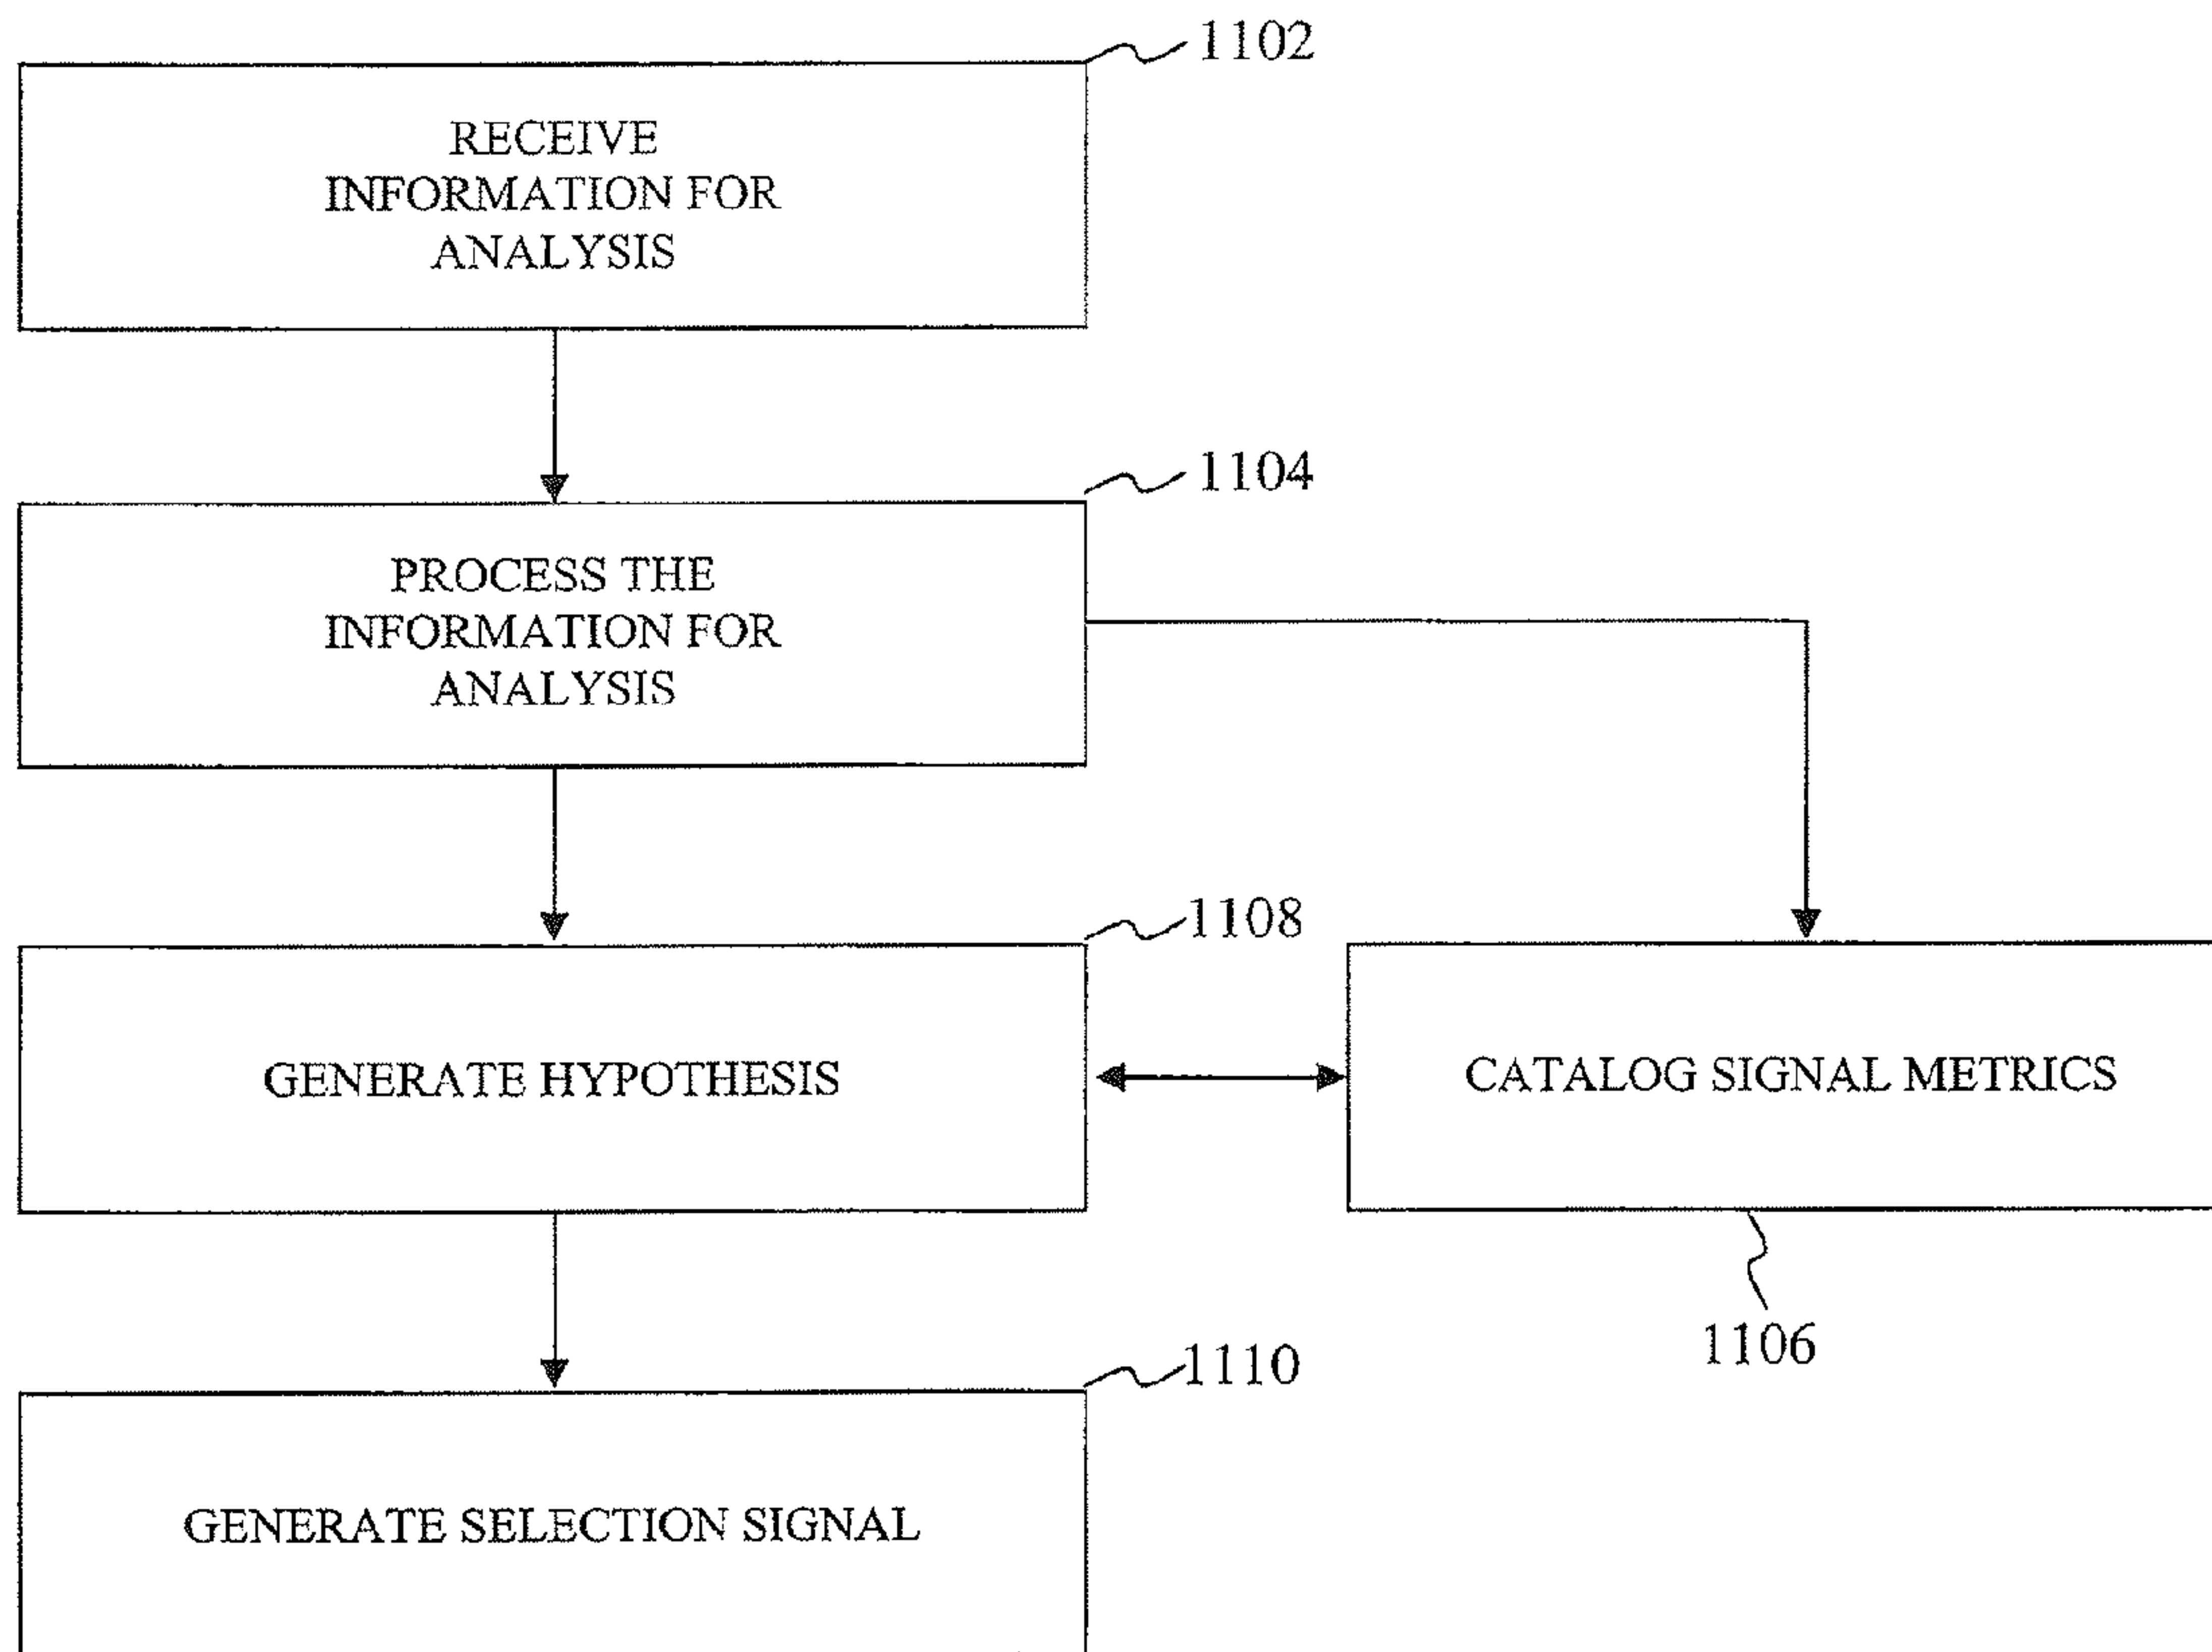 1102
RECEIVE
INFORMATION FOR
ANALYSIS
1104
PROCESS THE
INFORMATION FOR
ANALYSIS
1108
GENERATE HYPOTHESIS
CATALOG SIGNAL METRICS
1106
1110
GENERATE SELECTION SIGNAL